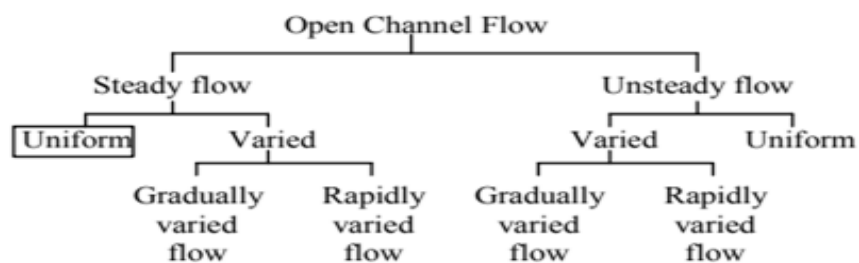 Open Channel Flow
Steady flow
Unsteady flow
Uniform
Varied
Varied
Uniform
Gradually
varied
flow
Rapidly
varied
flow
Gradually
varied
flow
Rapidly
varied
flow